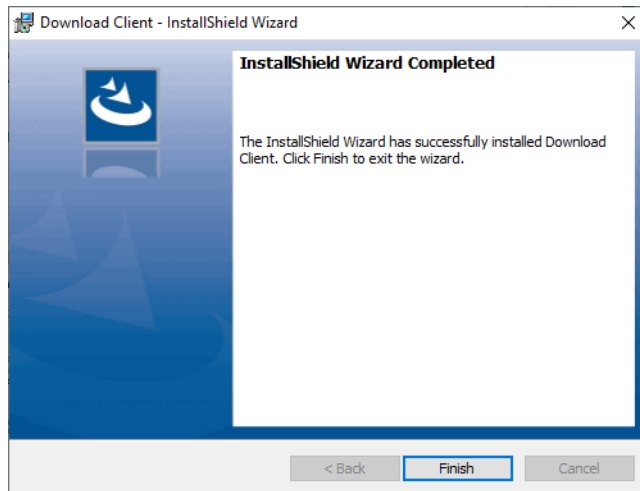 Download Client - InstallShield Wizard
InstallShield Wizard Completed
The InstallShield Wizard has successfully installed Download
Client. Click Finish to exit the wizard.
< Back
Finish
Cancel